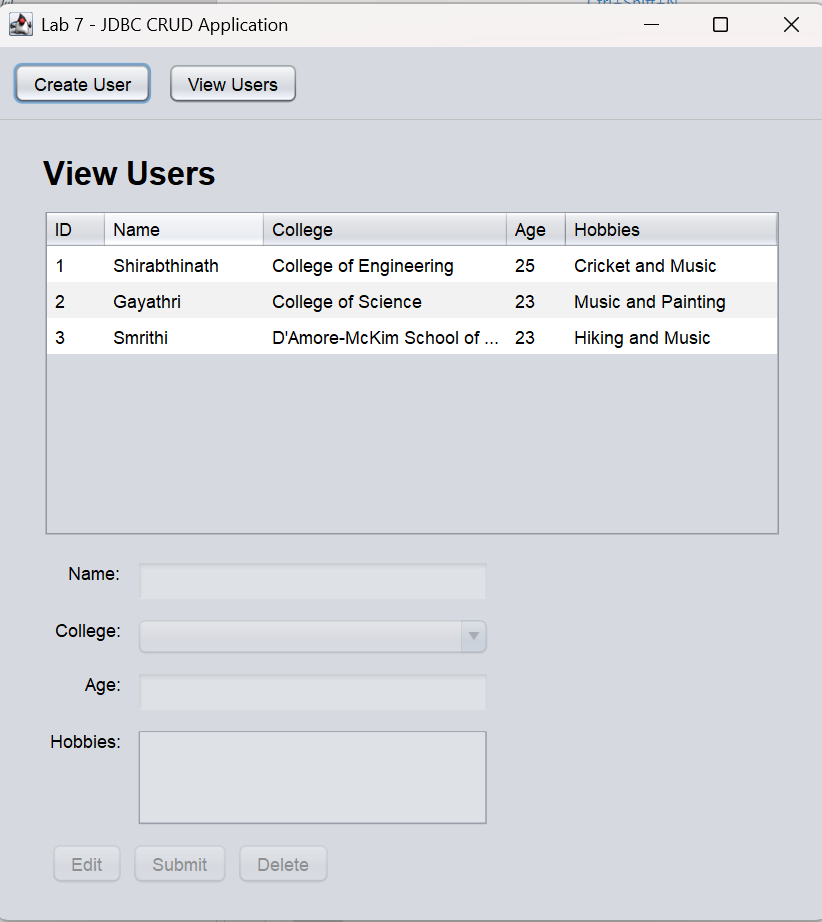 Lab 7 - JDBC CRUD Application
Create User View Users
View Users
ID Name College Age Hobbies
1 Shirabthinath College of Engineering 25 Cricket and Music
2 Gayathri College of Science 23 Music and Painting
3 Smrithi D'Amore-McKim School of ... 23 Hiking and Music
Name:
College:
Age:
Hobbies:
Edit Submit Delete